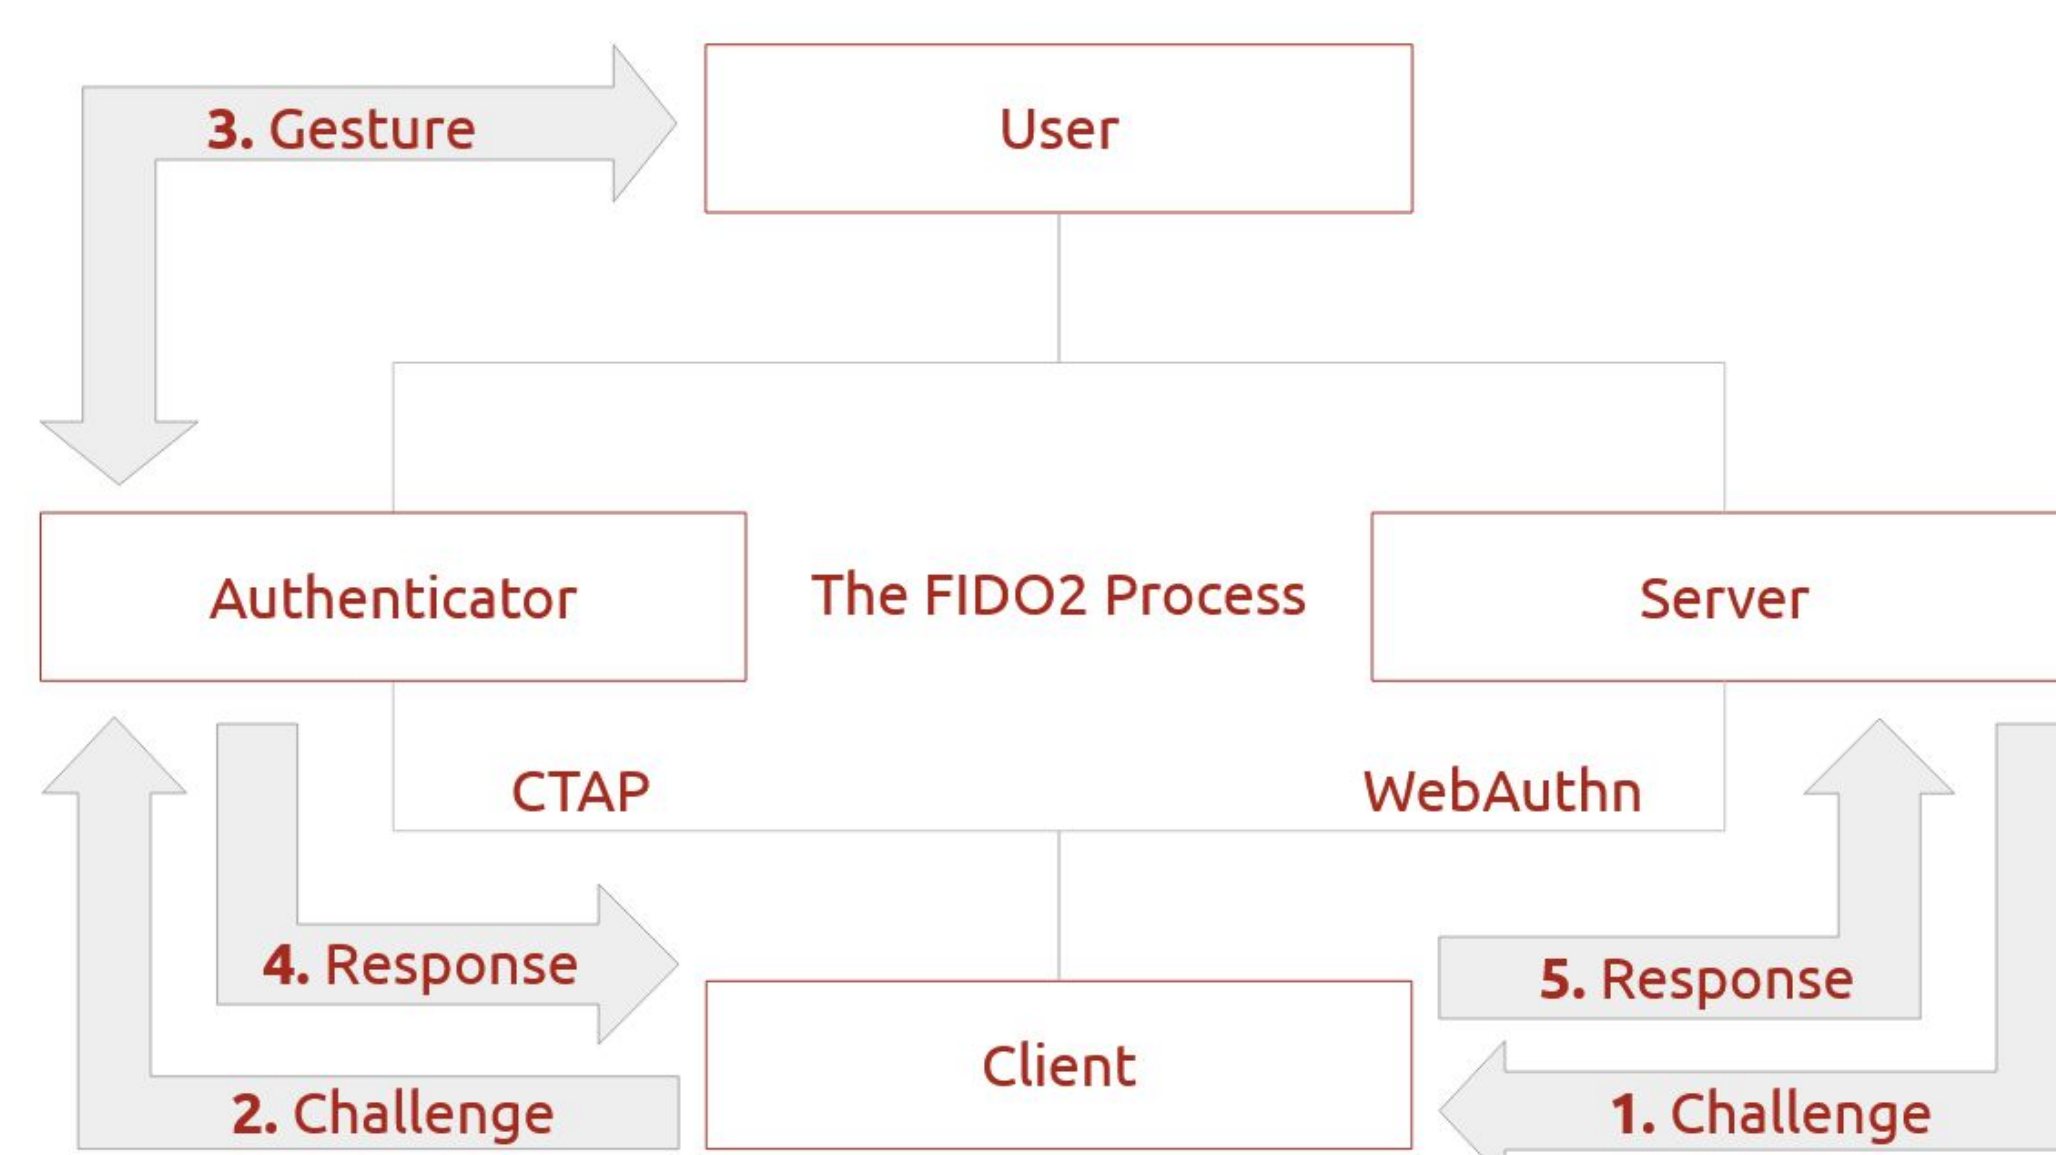 3. Gesture
User
Authenticator
The FIDO2 Process
Server
CTAP
WebAuthn
4. Response
5. Response
Client
2. Challenge
1. Challenge